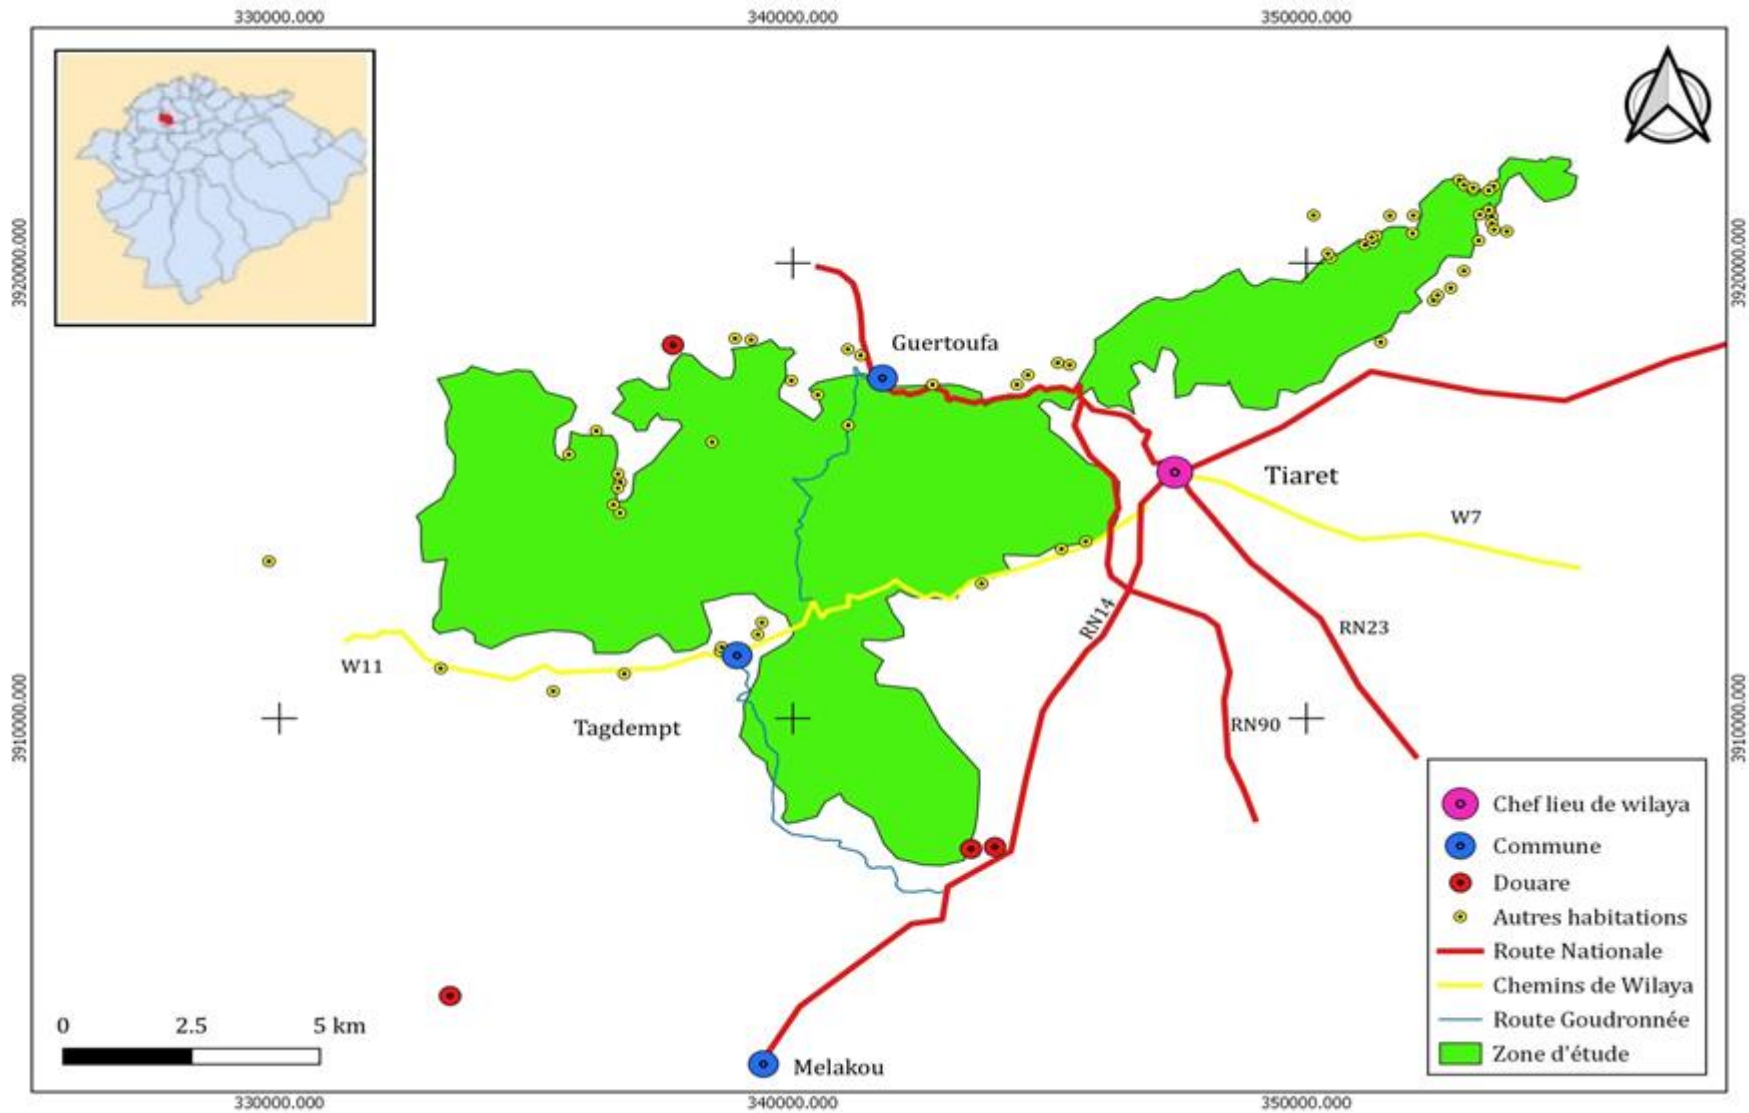 330000.000 340000.000 350000.000
3920000.000
3920000.000
Guertoufa
Tiaret
W7
RN14
RN23
W11
3910000.000
3910000.000
Tagdempt
RN90
Chef lieu de wilaya
Commune
Douare
Autres habitations
Route Nationale
Chemins de Wilaya
Route Goudronnée
Zone d'étude
0 2.5 5 km
Melakou
330000.000 340000.000 350000.000